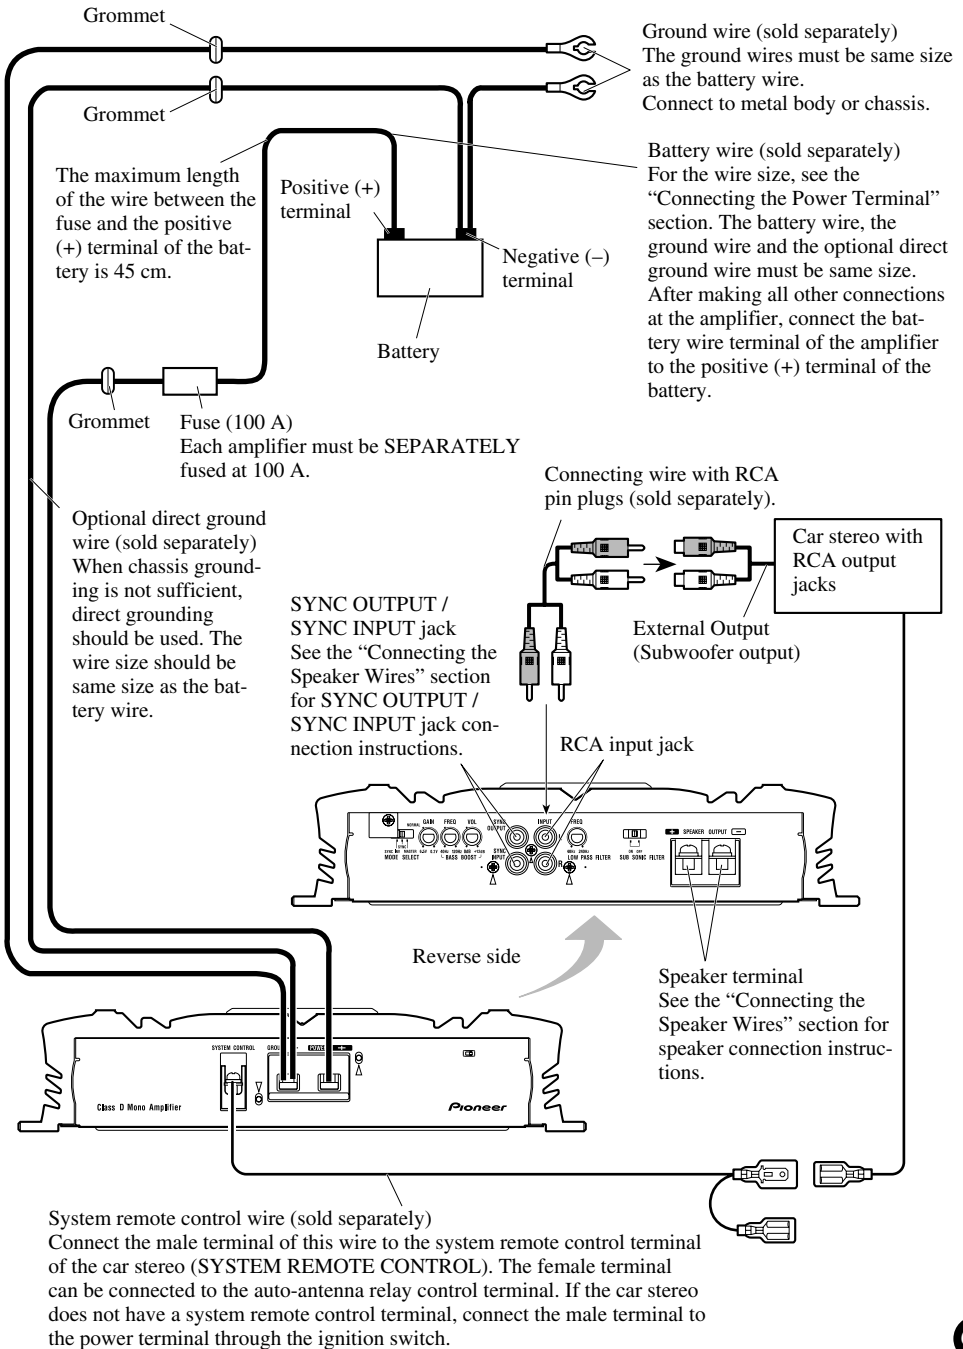 Grommet
Grommet
Ground wire (sold separately)
The ground wires must be same size
as the battery wire.
Connect to metal body or chassis.
The maximum length
of the wire between the
fuse and the positive
(+) terminal of the bat-
tery is 45 cm.
Positive (+)
terminal
Negative (–)
terminal
Battery
Battery wire (sold separately)
For the wire size, see the
“Connecting the Power Terminal”
section. The battery wire, the
ground wire and the optional direct
ground wire must be same size.
After making all other connections
at the amplifier, connect the bat-
tery wire terminal of the amplifier
to the positive (+) terminal of the
battery.
Grommet
Fuse (100 A)
Each amplifier must be SEPARATELY
fused at 100 A.
Optional direct ground
wire (sold separately)
When chassis ground-
ing is not sufficient,
direct grounding
should be used. The
wire size should be
same size as the bat-
tery wire.
Connecting wire with RCA
pin plugs (sold separately).
Car stereo with
RCA output
jacks
External Output
(Subwoofer output)
SYNC OUTPUT /
SYNC INPUT jack
See the “Connecting the
Speaker Wires” section
for SYNC OUTPUT /
SYNC INPUT jack con-
nection instructions.
RCA input jack
NORMAL
GAIN FREQ VOL
SYNC OUTPUT
INPUT
FREQ
SPEAKER OUTPUT
SYNC MASTER
MODE SELECT
BASS BOOST
SYNC INPUT
R
LOW PASS FILTER
ON OFF
SUB SONIC FILTER
Reverse side
Speaker terminal
See the “Connecting the
Speaker Wires” section for
speaker connection instruc-
tions.
SYSTEM CONTROL
POWER
Class D Mono Amplifier
Pioneer
System remote control wire (sold separately)
Connect the male terminal of this wire to the system remote control terminal
of the car stereo (SYSTEM REMOTE CONTROL). The female terminal
can be connected to the auto-antenna relay control terminal. If the car stereo
does not have a system remote control terminal, connect the male terminal to
the power terminal through the ignition switch.